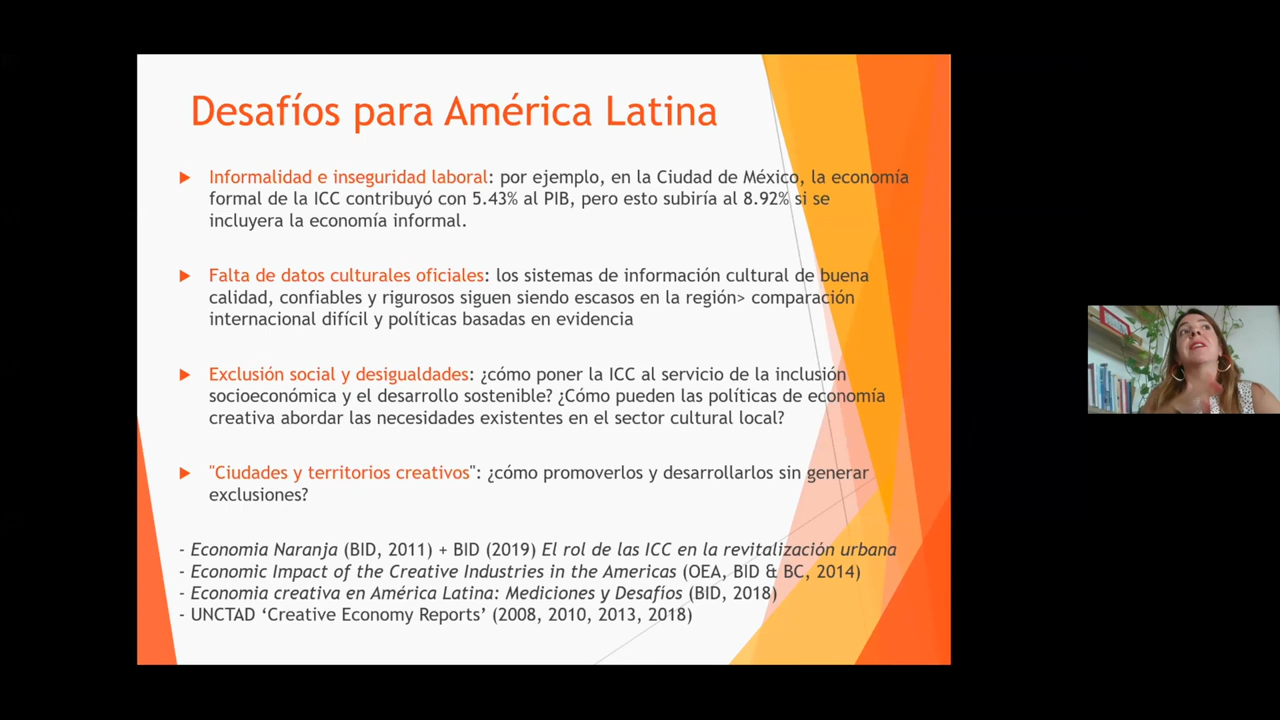 Desafíos para América Latina
Informalidad e inseguridad laboral: por ejemplo, en la Ciudad de México, la economía
formal de la ICC contribuyó con 5.43% al PIB, pero esto subiría al 8.92% si se
incluyera la economía informal.
Falta de datos culturales oficiales: los sistemas de información cultural de buena
calidad, confiables y rigurosos siguen siendo escasos en la región> comparación
internacional difícil y políticas basadas en evidencia
Exclusión social y desigualdades: ¿cómo poner la ICC al servicio de la inclusión
socioeconómica y el desarrollo sostenible? ¿Cómo pueden las políticas de economía
creativa abordar las necesidades existentes en el sector cultural local?
"Ciudades y territorios creativos": ¿cómo promoverlos y desarrollarlos sin generar
exclusiones?
- Economia Naranja (BID, 2011) + BID (2019) El rol de las ICC en la revitalización urbana
- Economic Impact of the Creative Industries in the Americas (OEA, BID & BC, 2014)
- Economia creativa en América Latina: Mediciones y Desafíos (BID, 2018)
- UNCTAD ‘Creative Economy Reports’ (2008, 2010, 2013, 2018)